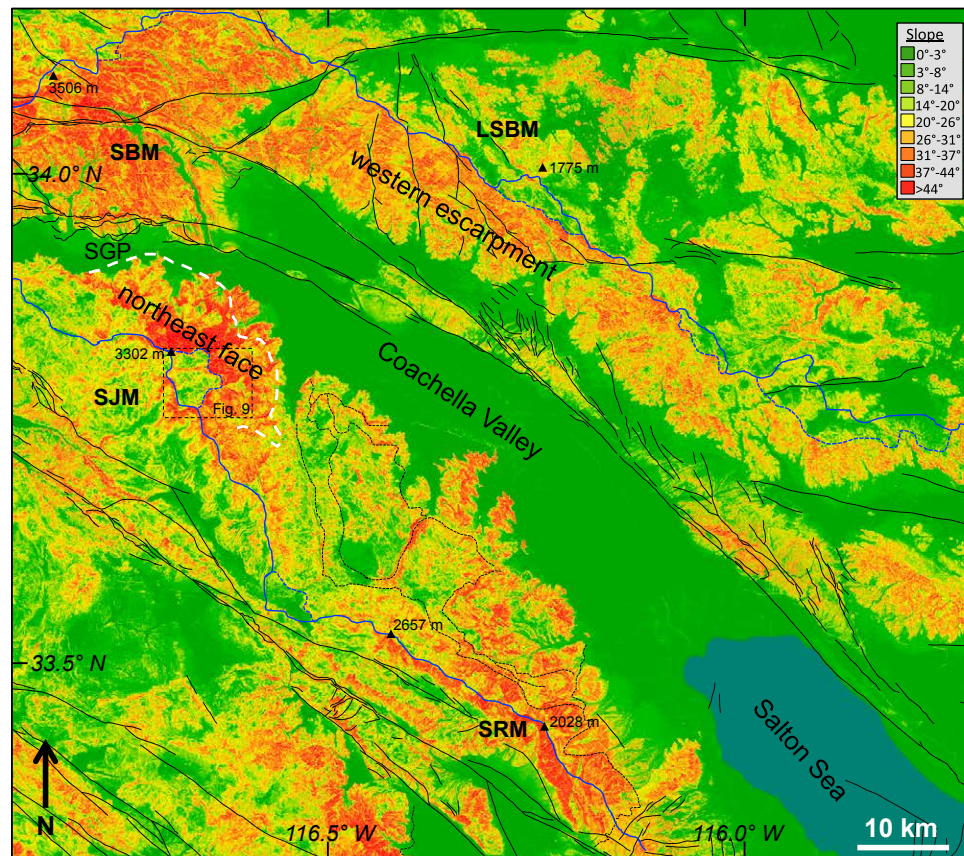 Slope
0°-3°
3°-8°
8°-14°
14°-20°
20°-26°
26°-31°
31°-37°
37°-44°
>44°
3506 m
LSBM
SBM
1775 m
34.0° N
western escarpment
SGP
northeast face
3302 m
Coachella Valley
SJM
Fig. 9
2657 m
33.5° N
SRM
2028 m
Salton Sea
N
116.5° W
116.0° W
10 km